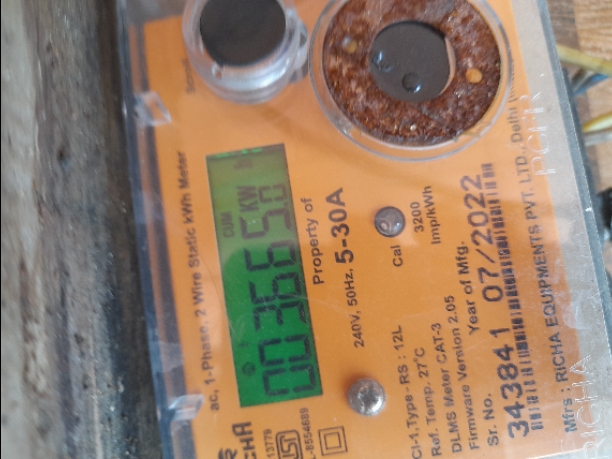 ac, 1-Phase, 2 Wire Static kWh Meter
CUM
003665.0
KW
Property of
240V, 50Hz, 5-30A
Cal
3200
Imp/kWh
Cl-1, Type - RS : 12L
Ref. Temp. 27°C
DLMS Meter CAT-3
Firmware Version 2.05
Year of Mfg.
Sr. No. 07/2022
343841
Mfrs : RiCHA EQUIPMENTS PVT. LTD., Delhi